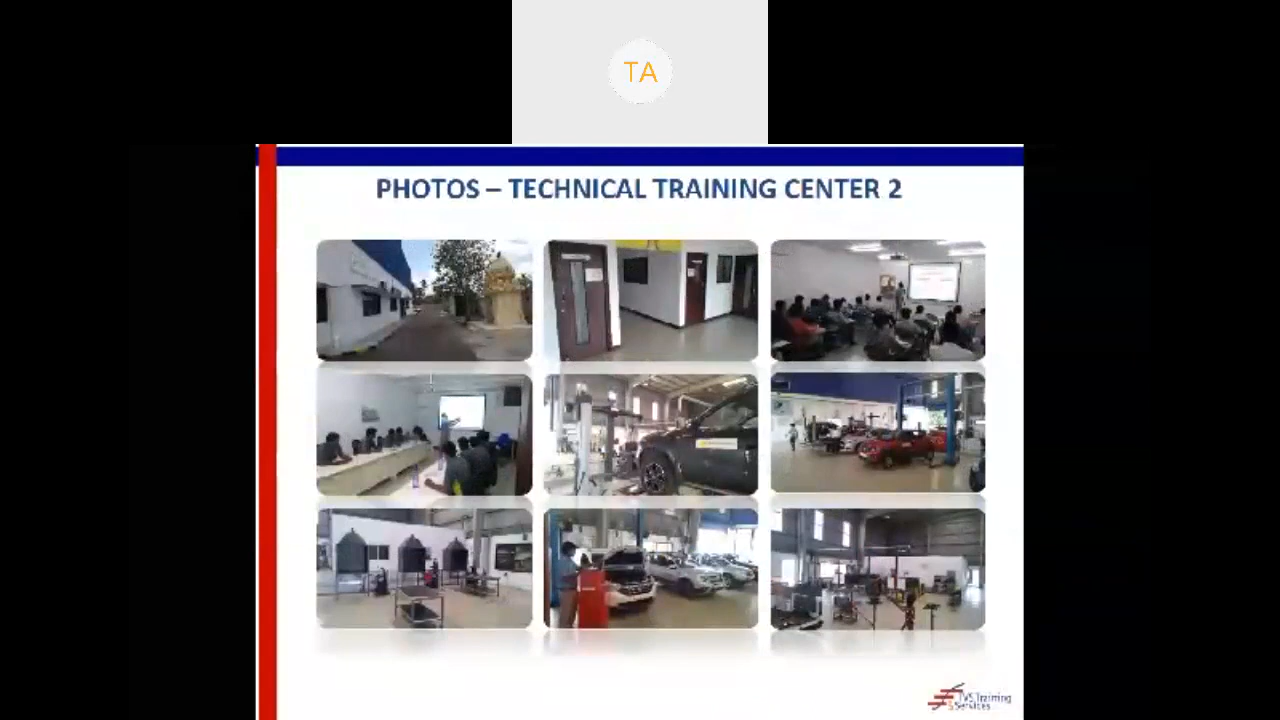 TA
PHOTOS – TECHNICAL TRAINING CENTER 2
TVS Training
Services